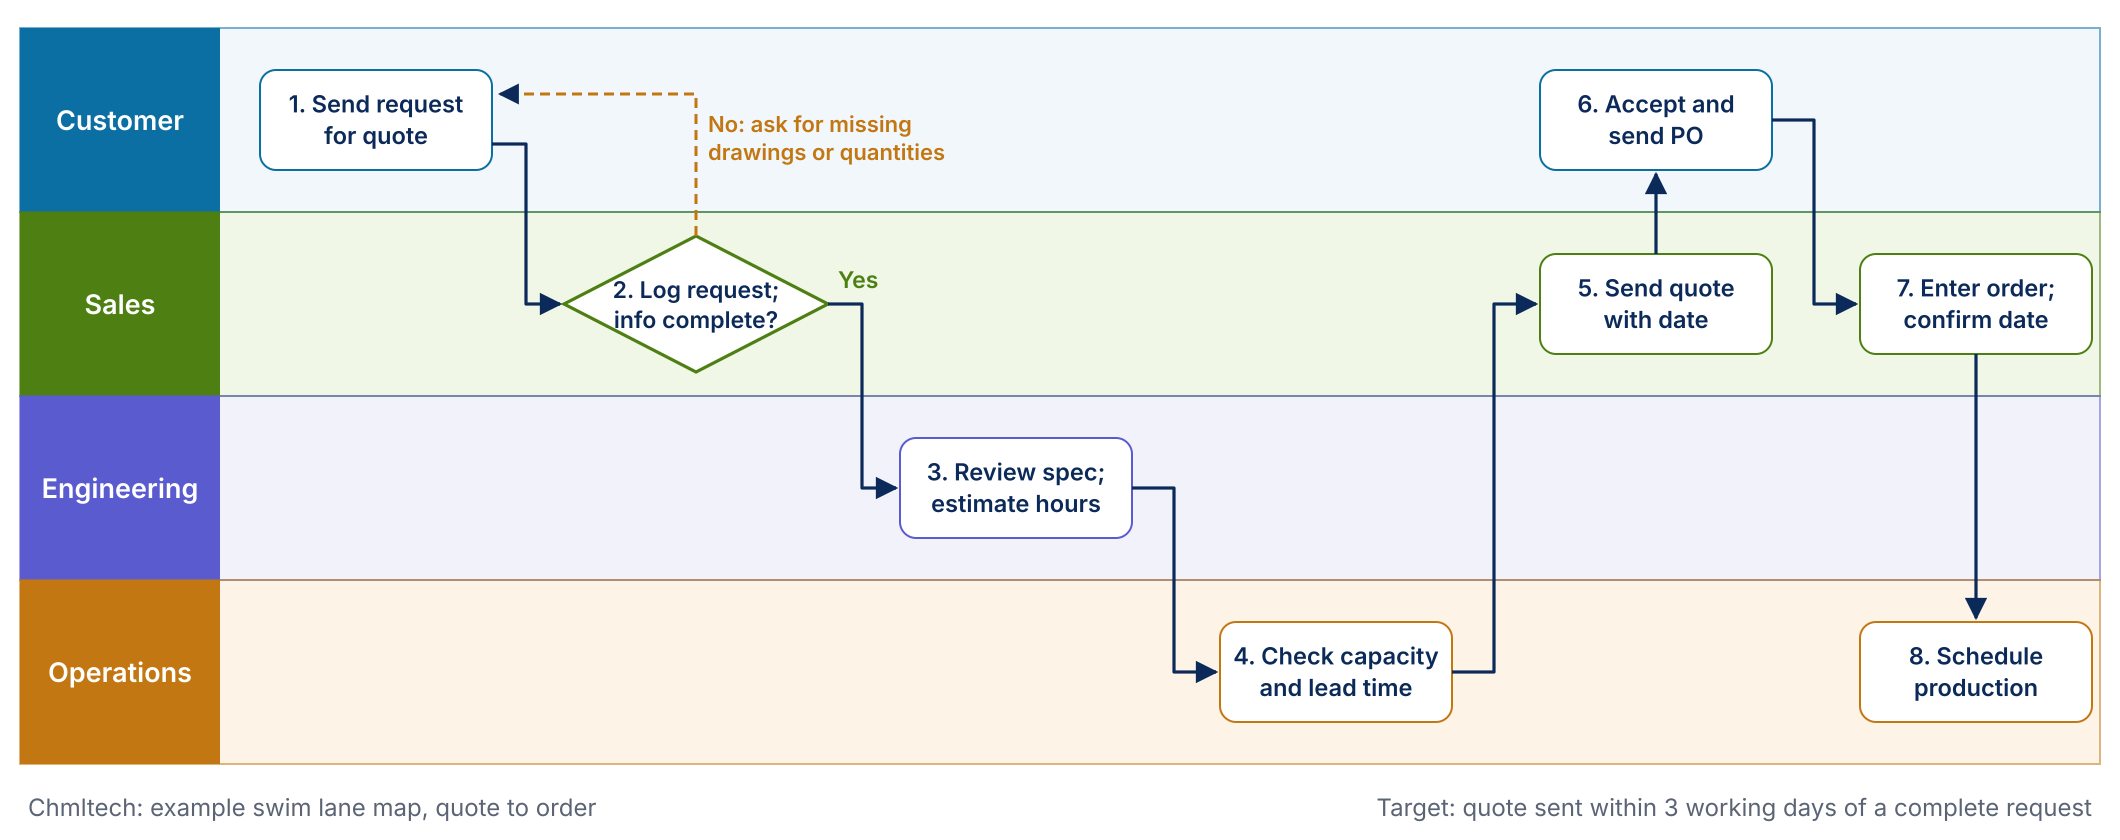 Customer
1. Send request
for quote
No: ask for missing
drawings or quantities
6. Accept and
send PO
Sales
2. Log request;
info complete?
Yes
5. Send quote
with date
7. Enter order;
confirm date
Engineering
3. Review spec;
estimate hours
Operations
4. Check capacity
and lead time
8. Schedule
production
Chmltech: example swim lane map, quote to order
Target: quote sent within 3 working days of a complete request